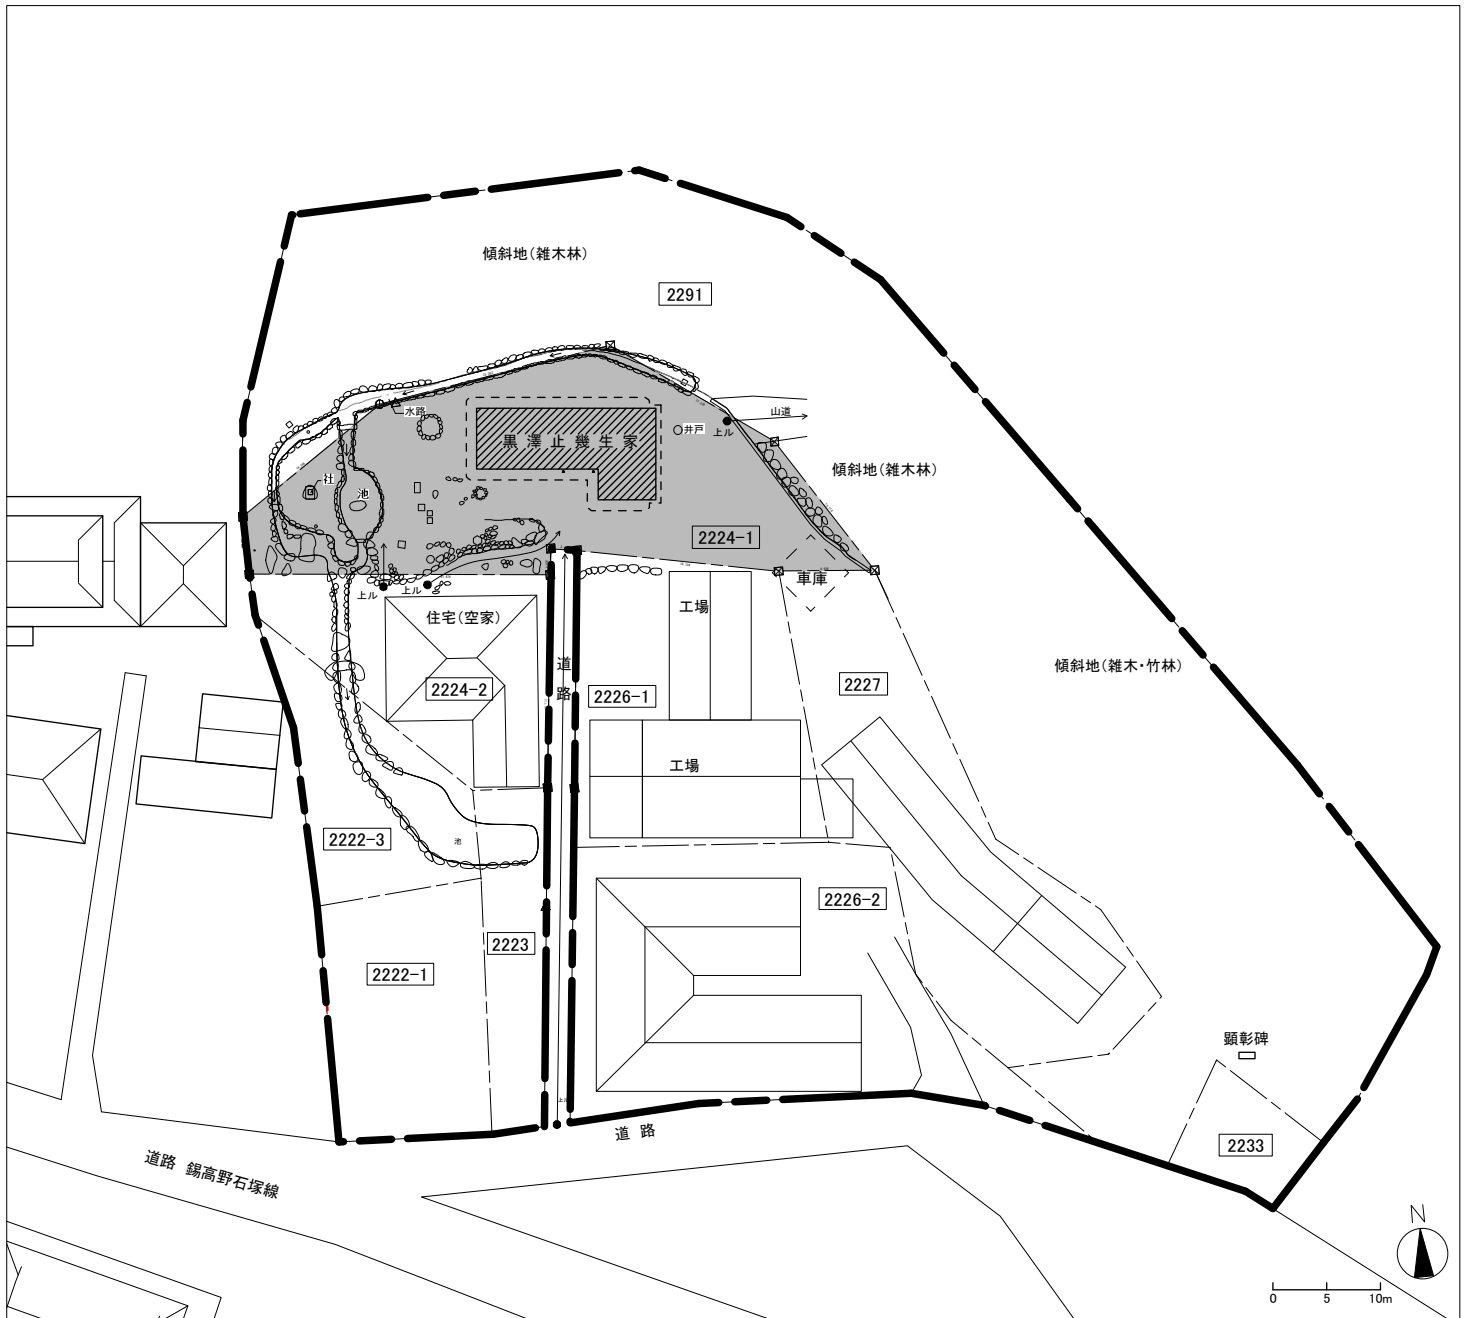 傾斜地(雑木林)
2291
水路
山道
黒澤止幾生家
井戸
上ル
傾斜地(雑木林)
社
池
2224-1
車庫
上ル
上ル
工場
住宅(空家)
傾斜地(雑木・竹林)
道路
2224-2
2226-1
2227
工場
2222-3
池
2226-2
2223
2222-1
顕彰碑
上ル
道路
2233
道路 錫高野石塚線
N
0 5 10m